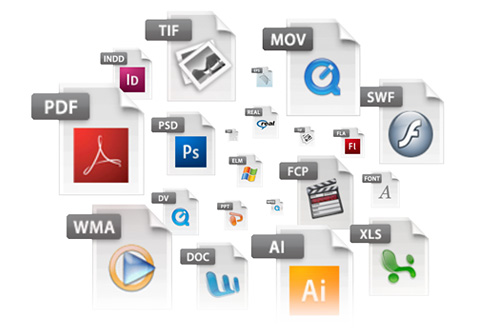 TIF
MOV
INDD
Id
PDF
SWF
REAL
real
PSD
Ps
FLA
Fl
ELM
FCP
FONT
A
DV
PPT
WMA
DOC
AI
Ai
XLS